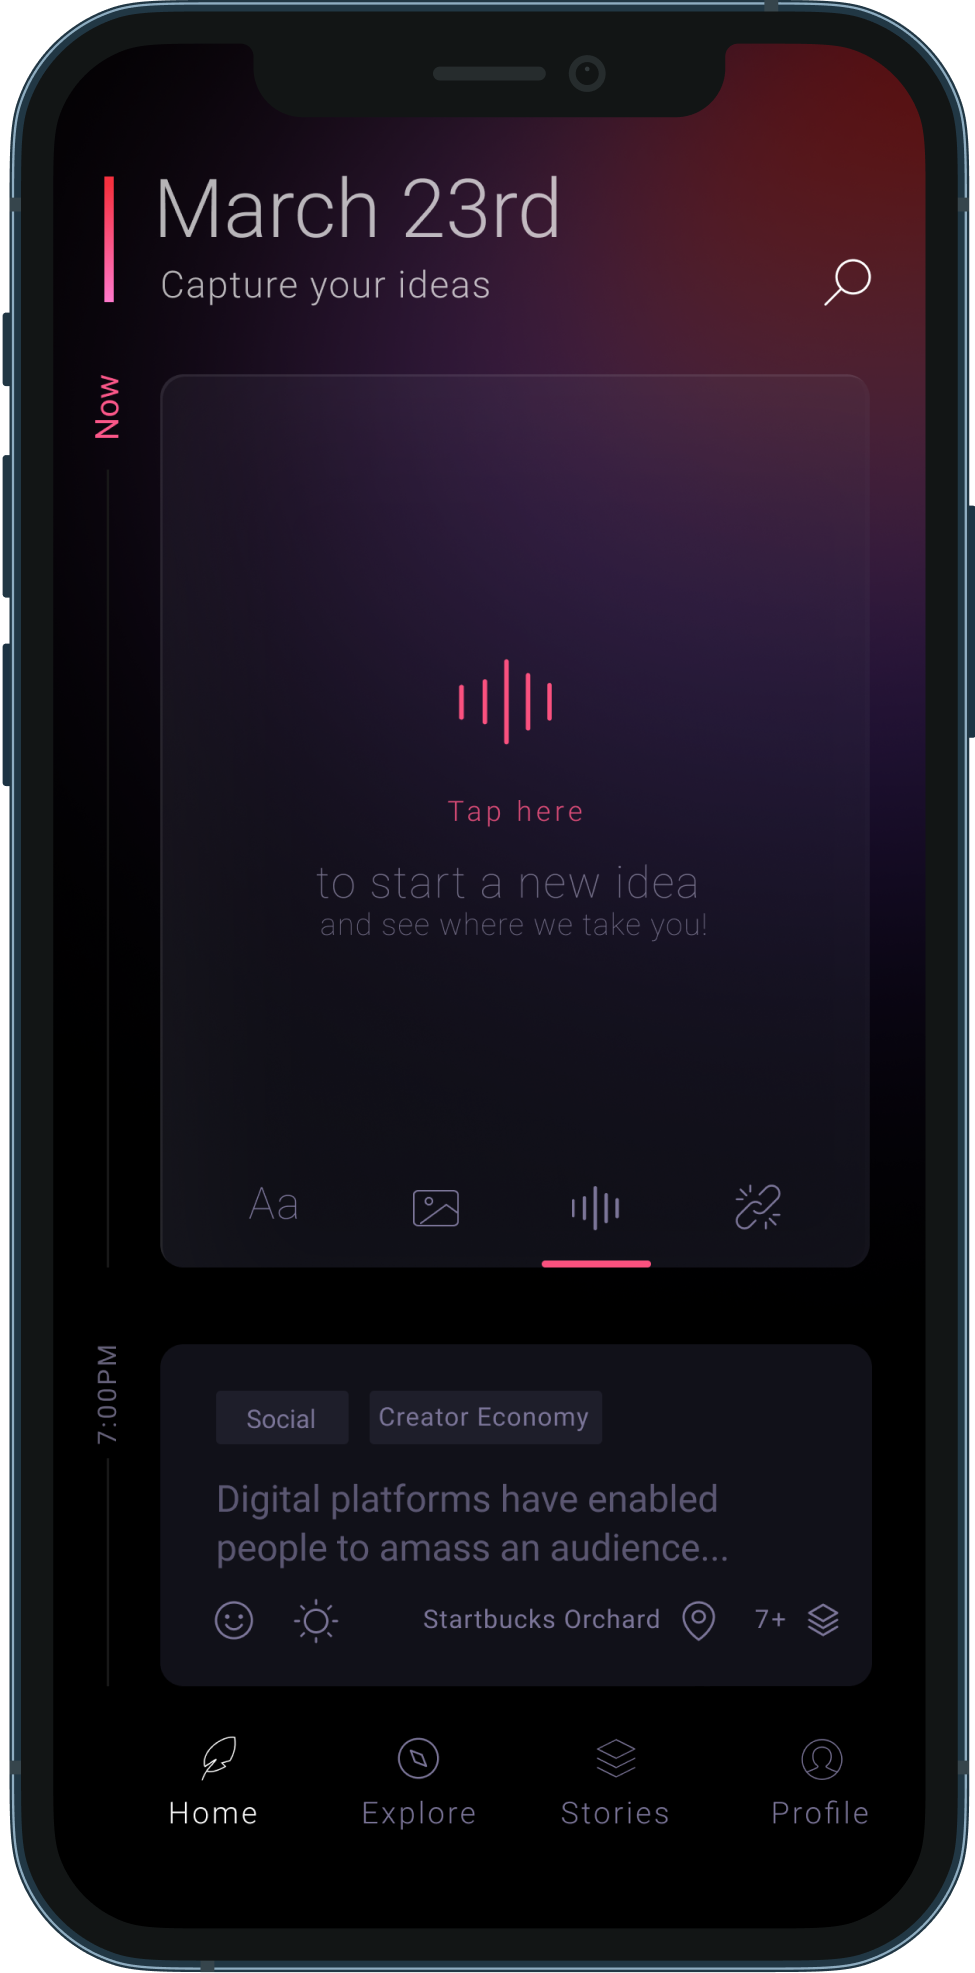 March 23rd
Capture your ideas
Now
Tap here
to start a new idea
and see where we take you!
Aa
7:00PM
Social
Creator Economy
Digital platforms have enabled
people to amass an audience...
Startbucks Orchard
7+
Home
Explore
Stories
Profile